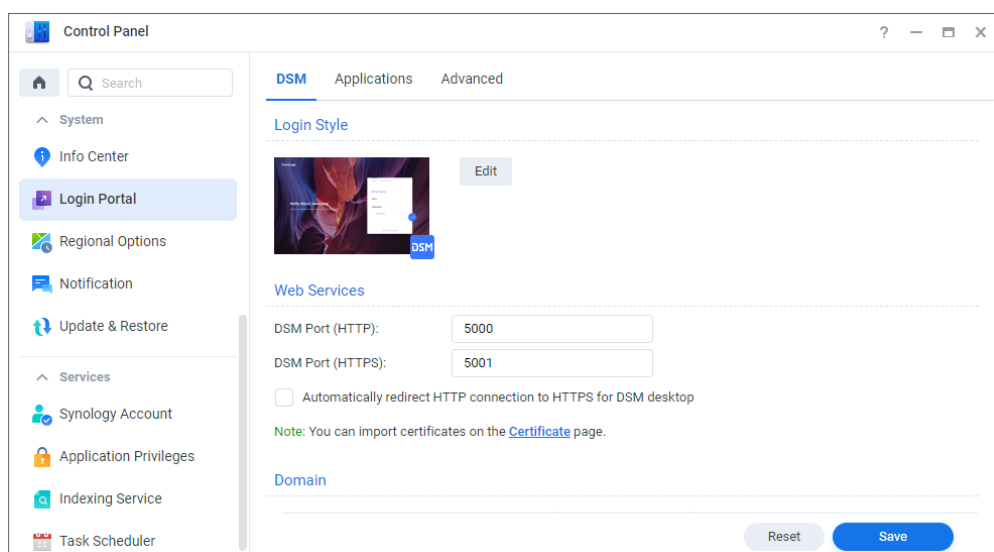 Control Panel
?
Search
System
Info Center
Login Portal
Regional Options
Notification
Update & Restore
Services
Synology Account
Application Privileges
Indexing Service
Task Scheduler
DSM Applications Advanced
Login Style
DSM
Edit
Web Services
DSM Port (HTTP): 5000
DSM Port (HTTPS): 5001
Automatically redirect HTTP connection to HTTPS for DSM desktop
Note: You can import certificates on the Certificate page.
Domain
Reset Save